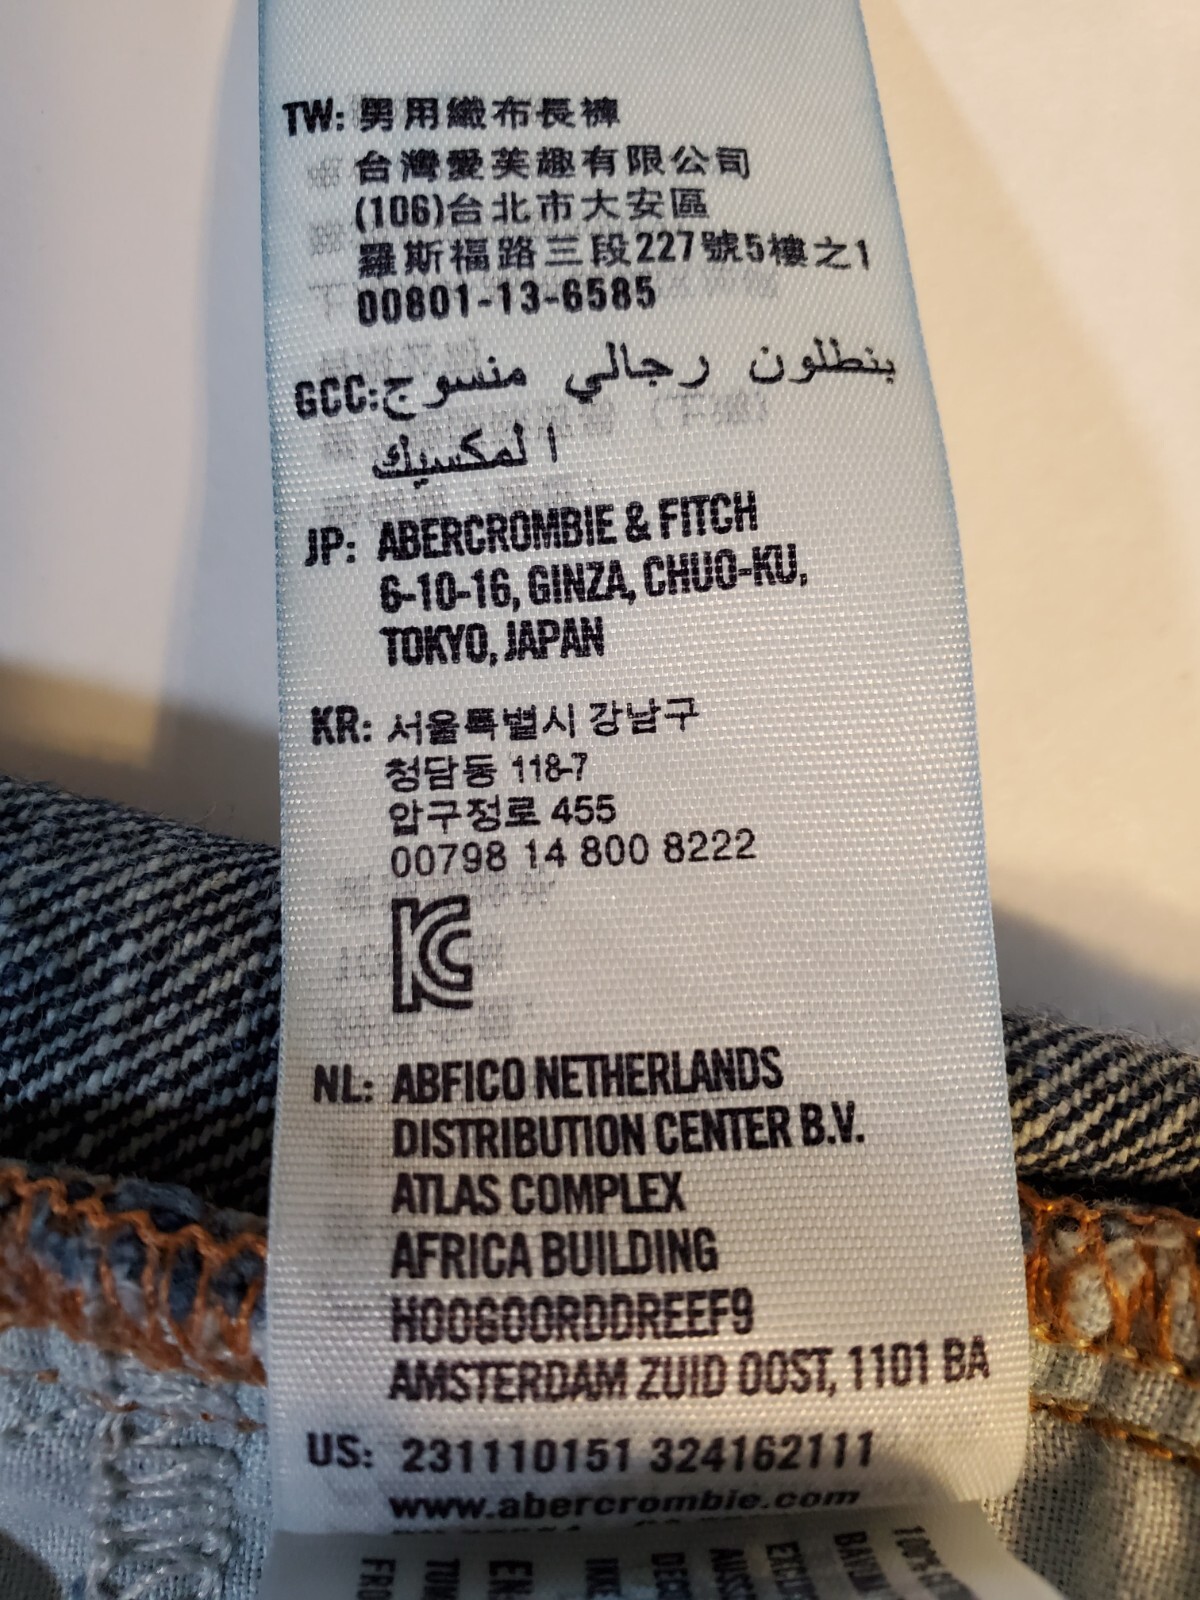 TW: 男用織布長褲
台灣愛芙趣有限公司
(106)台北市大安區
羅斯福路三段227號5樓之1
00801-13-6585
GCC: بنطلون رجالي منسوج
المكسيك
JP: ABERCROMBIE & FITCH
6-10-16, GINZA, CHUO-KU,
TOKYO, JAPAN
KR: 서울특별시 강남구
청담동 118-7
압구정로 455
00798 14 800 8222
KC
NL: ABFICO NETHERLANDS
DISTRIBUTION CENTER B.V.
ATLAS COMPLEX
AFRICA BUILDING
HOOGOORDDREEF9
AMSTERDAM ZUID OOST, 1101 BA
US: 231110151 324162111
www.abercrombie.com